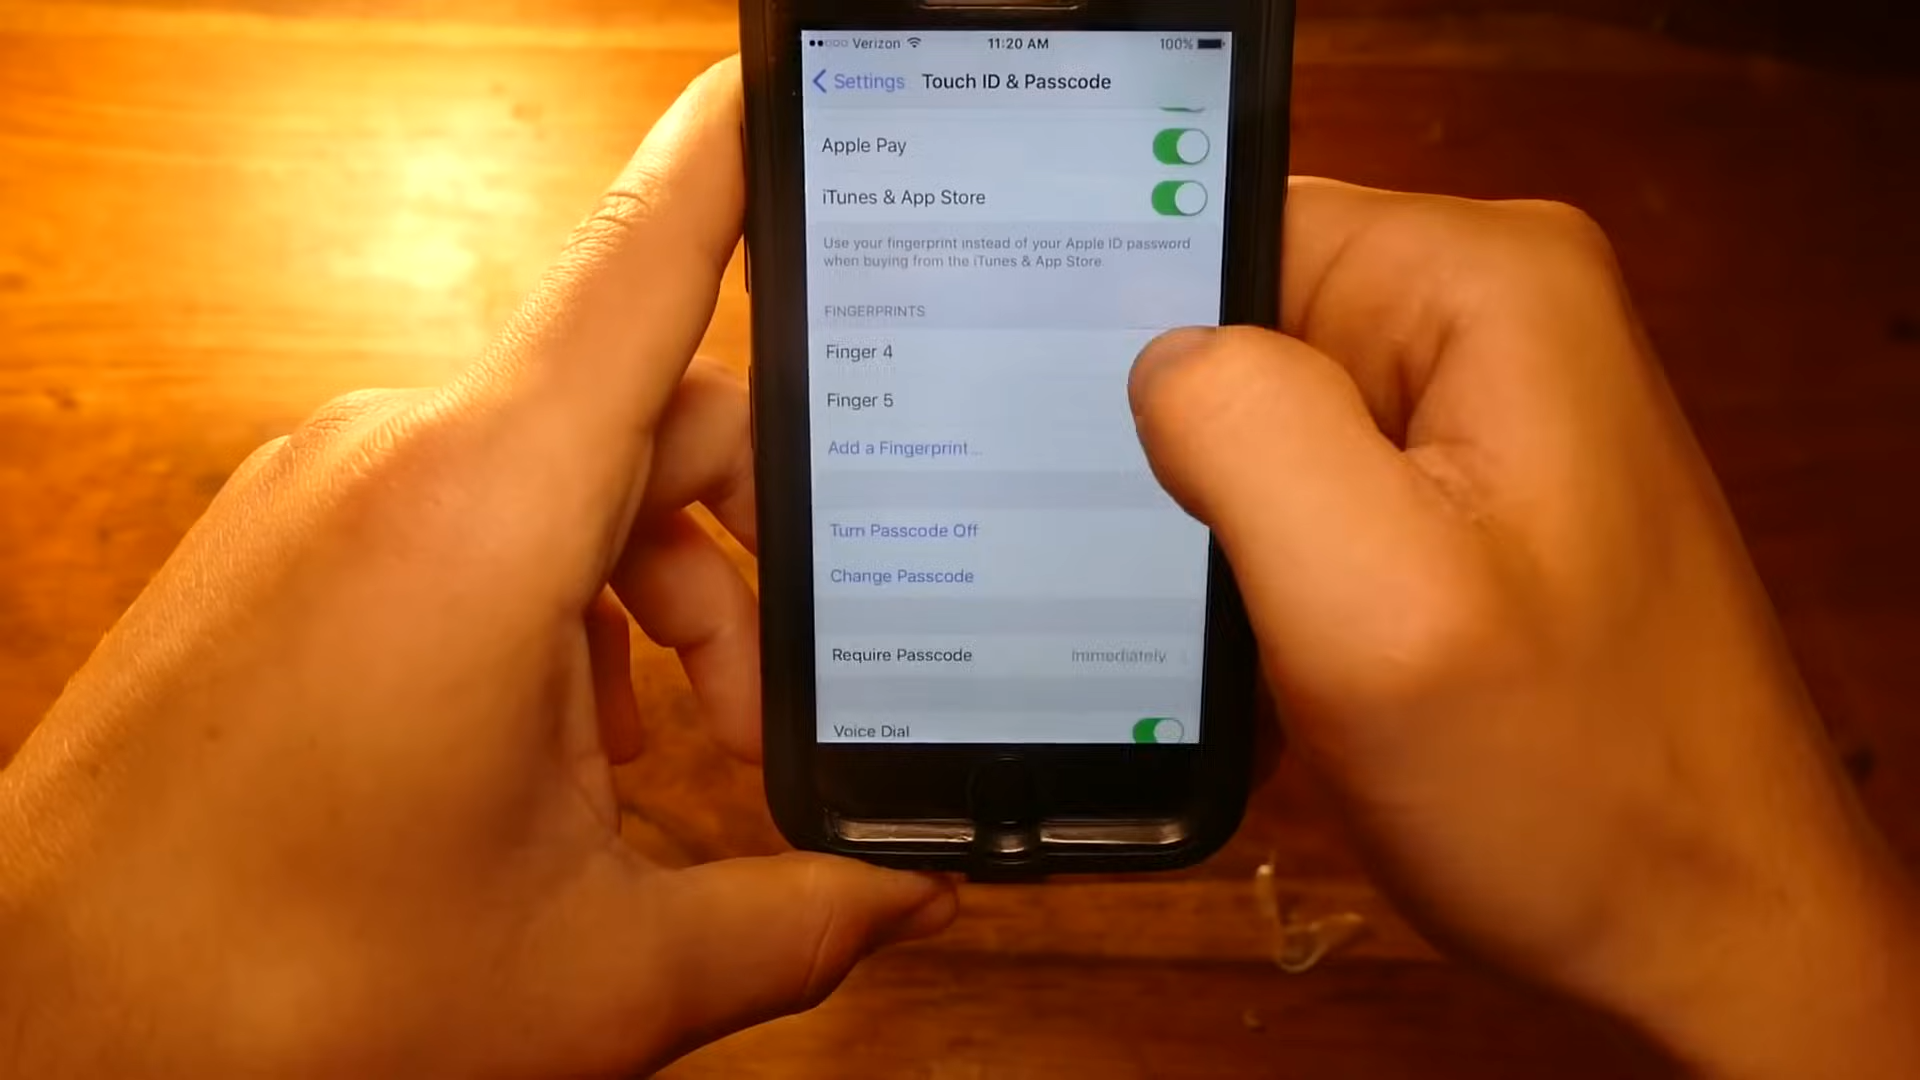 Verizon 11:20 AM 100%
Settings Touch ID & Passcode
Apple Pay
iTunes & App Store
Use your fingerprint instead of your Apple ID password
when buying from the iTunes & App Store.
FINGERPRINTS
Finger 4
Finger 5
Add a Fingerprint...
Turn Passcode Off
Change Passcode
Require Passcode Immediately
Voice Dial